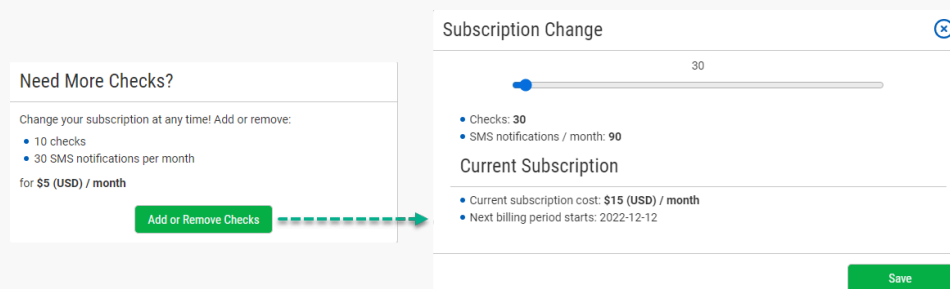 Need More Checks?
Change your subscription at any time! Add or remove:
10 checks
30 SMS notifications per month
for $5 (USD) / month
Add or Remove Checks
Subscription Change
30
Checks: 30
SMS notifications / month: 90
Current Subscription
Current subscription cost: $15 (USD) / month
Next billing period starts: 2022-12-12
Save